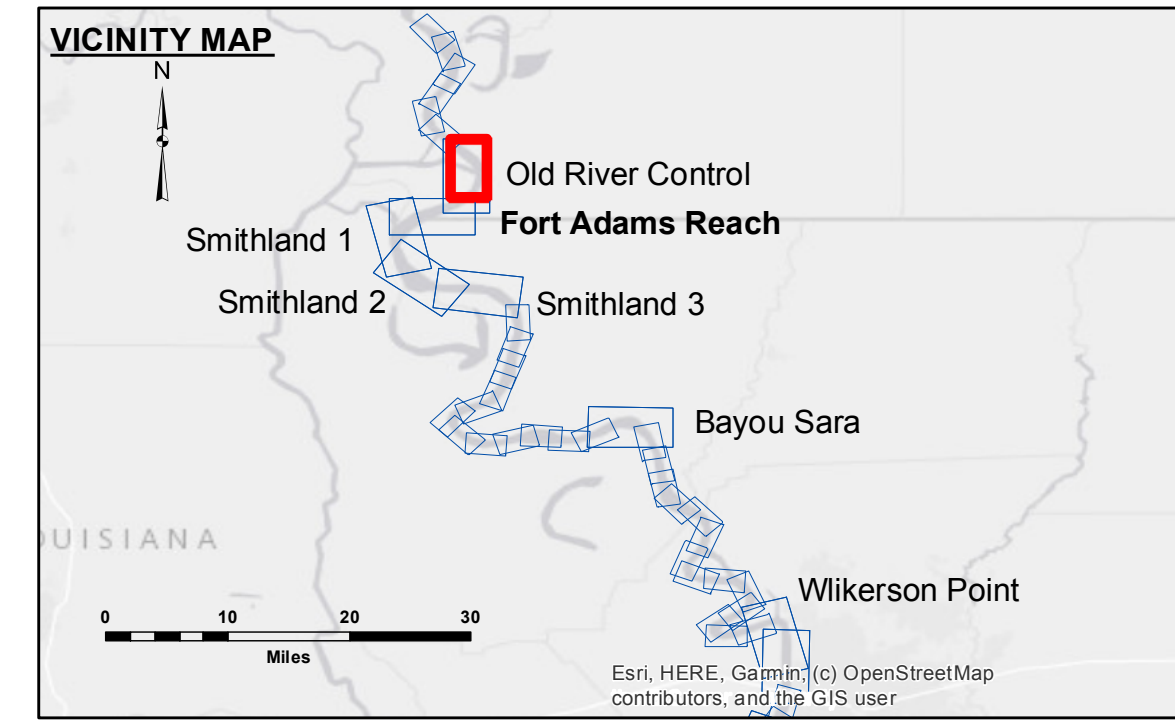 VICINITY MAP
N
Old River Control
Fort Adams Reach
Smithland 1
Smithland 2
Smithland 3
Bayou Sara
OUISIANA
Wlikerson Point
0 10 20 30
Miles
Esri, HERE, Garmin, (c) OpenStreetMap
contributors, and the GIS user